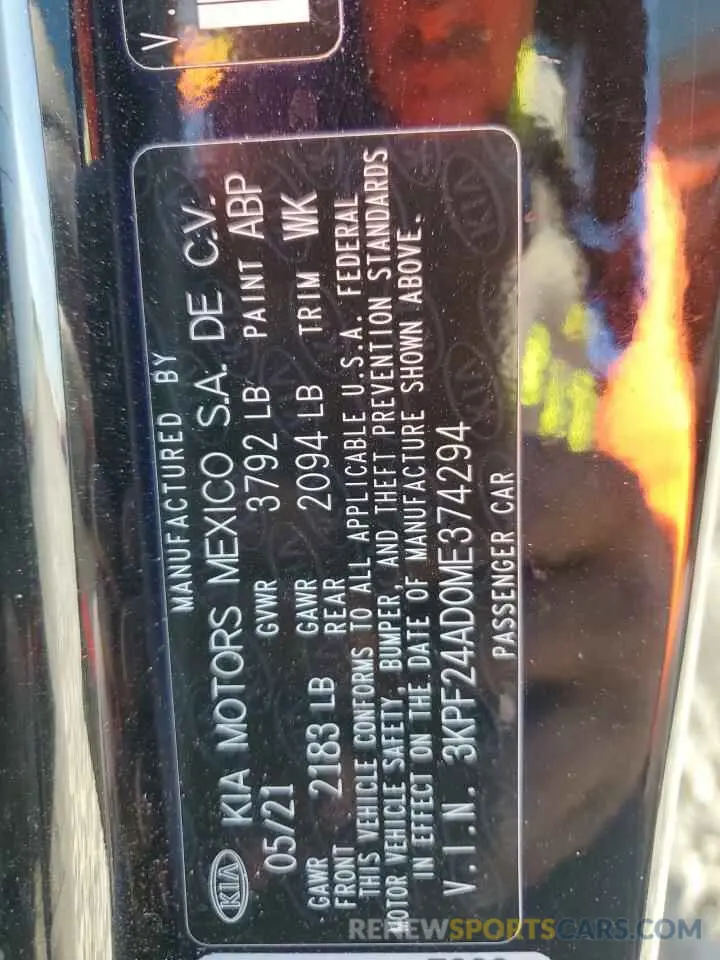 V.
MANUFACTURED BY
KIA KIA MOTORS MEXICO S.A. DE C.V.
05/21 GVWR 3792 LB PAINT ABP
GAWR FRONT 2183 LB GAWR REAR 2094 LB TRIM WK
THIS VEHICLE CONFORMS TO ALL APPLICABLE U.S.A. FEDERAL
MOTOR VEHICLE SAFETY, BUMPER, AND THEFT PREVENTION STANDARDS
IN EFFECT ON THE DATE OF MANUFACTURE SHOWN ABOVE.
V.I.N. 3KPF24AD0ME374294
PASSENGER CAR
RENEWSPORTSCARS.COM